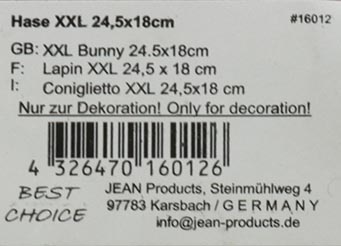 Hase XXL 24,5x18cm #16012
GB: XXL Bunny 24.5x18cm
F: Lapin XXL 24,5 x 18 cm
I: Coniglietto XXL 24,5x18 cm
Nur zur Dekoration! Only for decoration!
4 326470 160126
BEST CHOICE
JEAN Products, Steinmühlweg 4
97783 Karsbach / GERMANY
info@jean-products.de